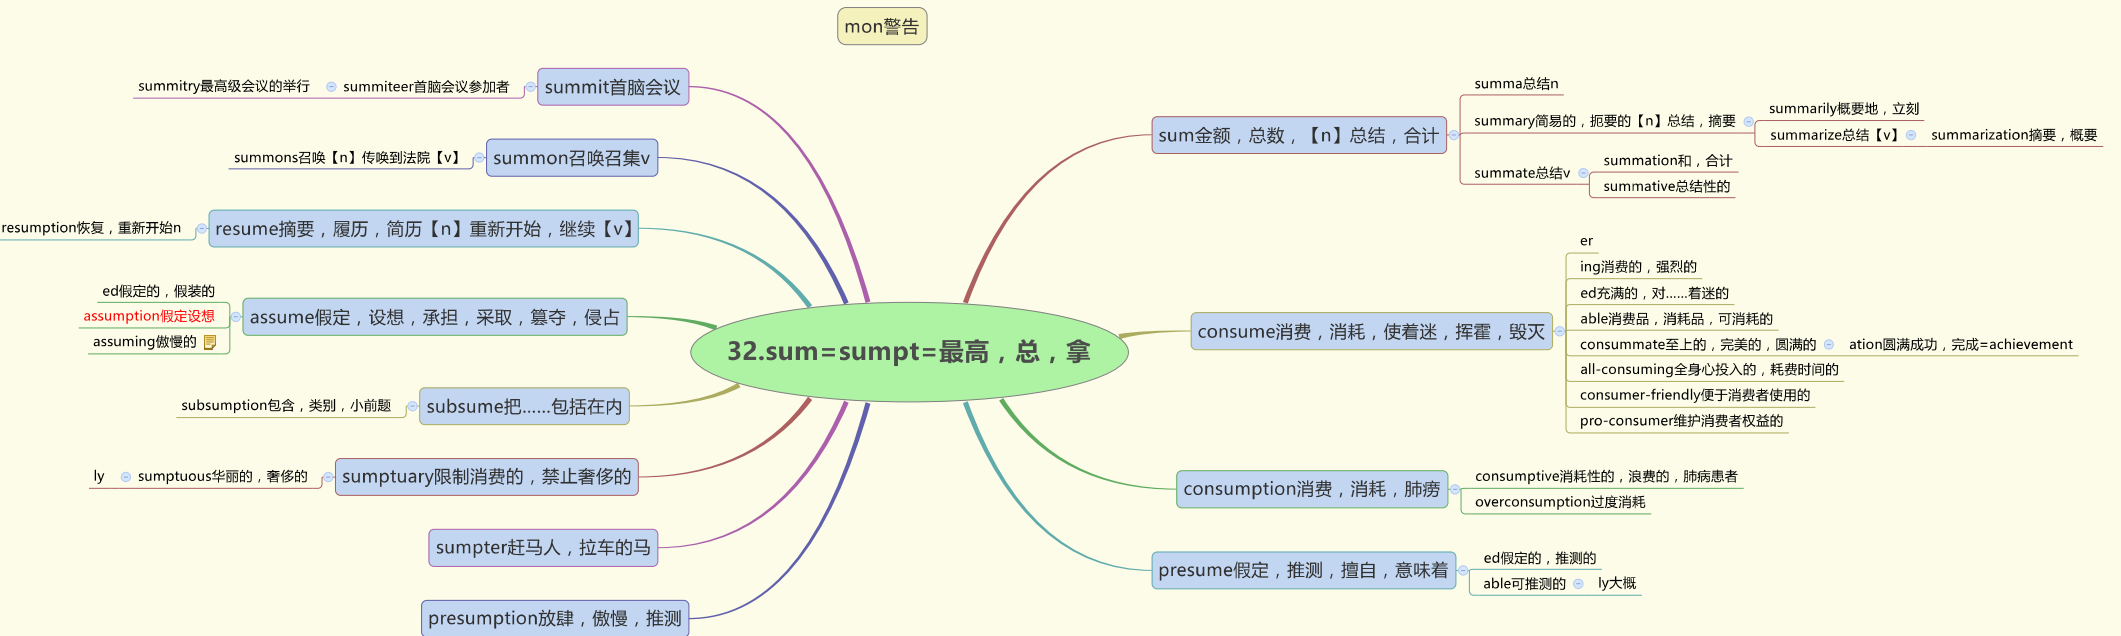 mon警告
32.sum=sumpt=最高，总，拿
sum金额，总数，【n】总结，合计
summa总结n
summary简易的，扼要的【n】总结，摘要
summarily概要地，立刻
summarize总结【v】
summarization摘要，概要
summate总结v
summation和，合计
summative总结性的
consume消费，消耗，使着迷，挥霍，毁灭
er
ing消费的，强烈的
ed充满的，对……着迷的
able消费品，消耗品，可消耗的
consummate至上的，完美的，圆满的
ation圆满成功，完成=achievement
all-consuming全身心投入的，耗费时间的
consumer-friendly便于消费者使用的
pro-consumer维护消费者权益的
consumption消费，消耗，肺痨
consumptive消耗性的，浪费的，肺病患者
overconsumption过度消耗
presume假定，推测，擅自，意味着
ed假定的，推测的
able可推测的
ly大概
summit首脑会议
summiteer首脑会议参加者
summitry最高级会议的举行
summon召唤召集v
summons召唤【n】传唤到法院【v】
resume摘要，履历，简历【n】重新开始，继续【v】
resumption恢复，重新开始n
assume假定，设想，承担，采取，篡夺，侵占
ed假定的，假装的
assumption假定设想
assuming傲慢的
subsume把……包括在内
subsumption包含，类别，小前题
sumptuary限制消费的，禁止奢侈的
sumptuous华丽的，奢侈的
ly
sumpter赶马人，拉车的马
presumption放肆，傲慢，推测